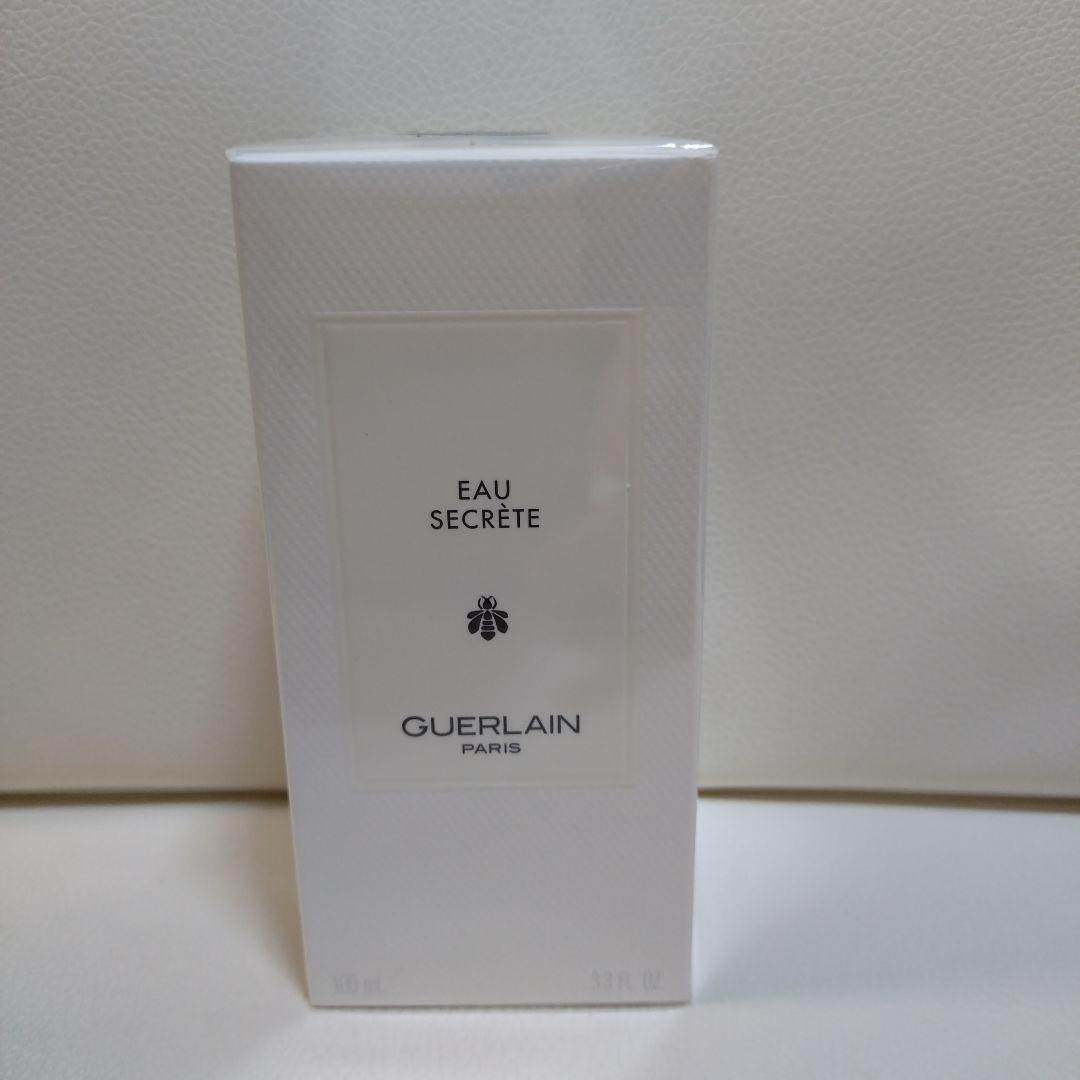 EAU
SECRÈTE
GUERLAIN
PARIS
100 ml 3.3 FL. OZ.